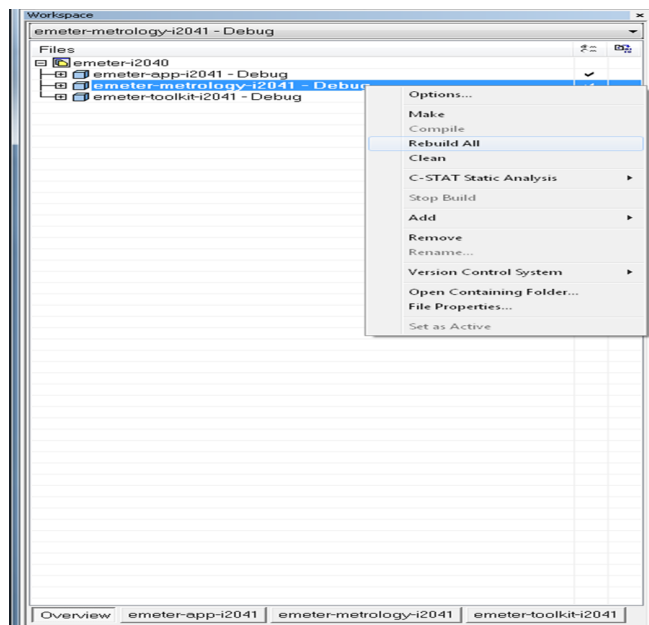 Workspace
emeter-metrology-i2041 - Debug
Files
emeter-i2040
emeter-app-i2041 - Debug
emeter-metrology-i2041 - Debug
emeter-toolkit-i2041 - Debug
Options...
Make
Compile
Rebuild All
Clean
C-STAT Static Analysis
Stop Build
Add
Remove
Rename...
Version Control System
Open Containing Folder...
File Properties...
Set as Active
Overview emeter-app-i2041 emeter-metrology-i2041 emeter-toolkit-i2041